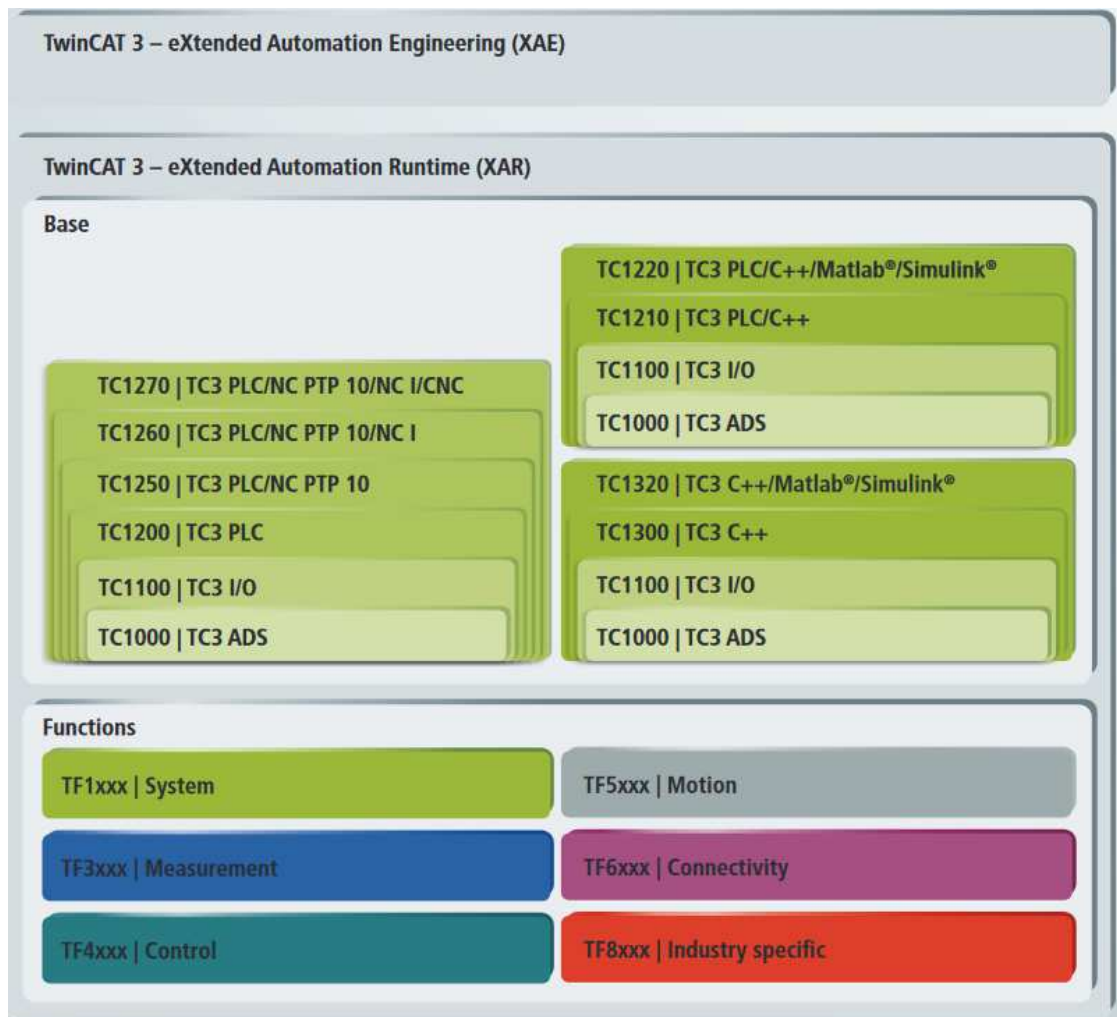 TwinCAT 3 – eXtended Automation Engineering (XAE)
TwinCAT 3 – eXtended Automation Runtime (XAR)
Base
TC1270 | TC3 PLC/NC PTP 10/NC I/CNC
TC1260 | TC3 PLC/NC PTP 10/NC I
TC1250 | TC3 PLC/NC PTP 10
TC1200 | TC3 PLC
TC1100 | TC3 I/O
TC1000 | TC3 ADS
TC1220 | TC3 PLC/C++/Matlab®/Simulink®
TC1210 | TC3 PLC/C++
TC1100 | TC3 I/O
TC1000 | TC3 ADS
TC1320 | TC3 C++/Matlab®/Simulink®
TC1300 | TC3 C++
TC1100 | TC3 I/O
TC1000 | TC3 ADS
Functions
TF1xxx | System
TF3xxx | Measurement
TF4xxx | Control
TF5xxx | Motion
TF6xxx | Connectivity
TF8xxx | Industry specific